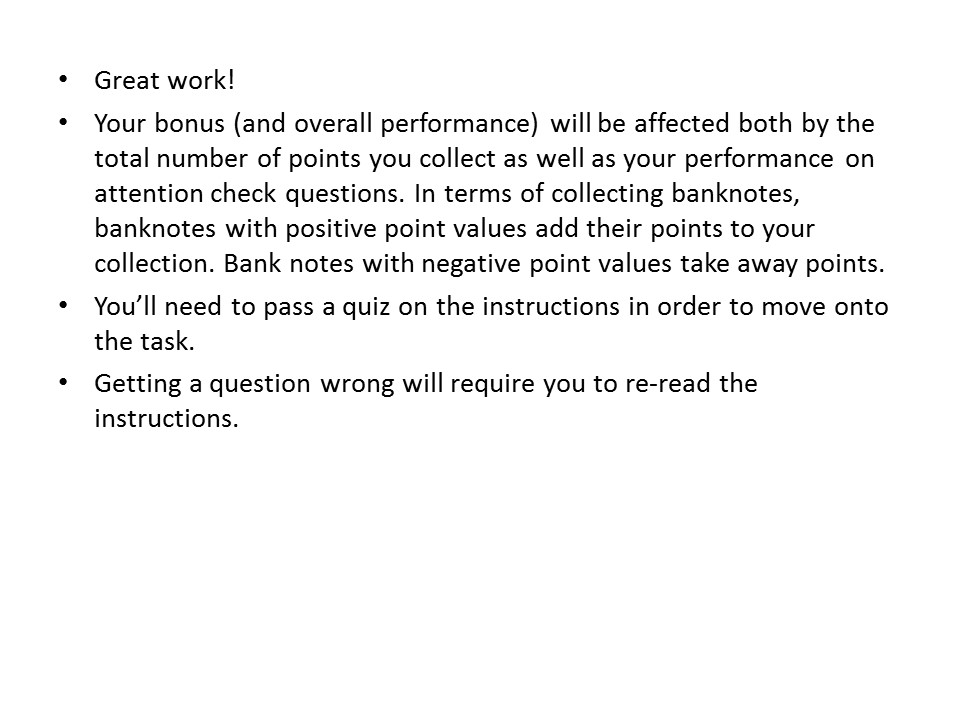 • Great work!
• Your bonus (and overall performance) will be affected both by the
total number of points you collect as well as your performance on
attention check questions. In terms of collecting banknotes,
banknotes with positive point values add their points to your
collection. Bank notes with negative point values take away points.
• You’ll need to pass a quiz on the instructions in order to move onto
the task.
• Getting a question wrong will require you to re-read the
instructions.